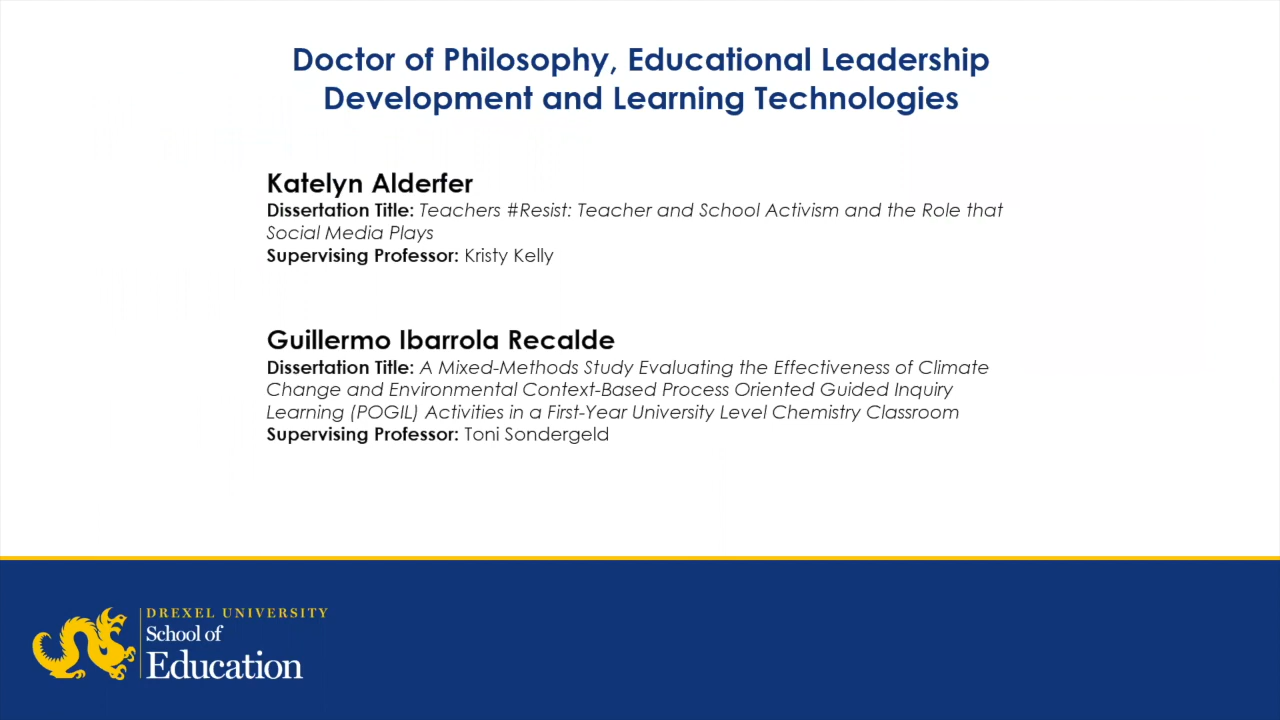 Doctor of Philosophy, Educational Leadership
Development and Learning Technologies
Katelyn Alderfer
Dissertation Title: Teachers #Resist: Teacher and School Activism and the Role that
Social Media Plays
Supervising Professor: Kristy Kelly
Guillermo Ibarrola Recalde
Dissertation Title: A Mixed-Methods Study Evaluating the Effectiveness of Climate
Change and Environmental Context-Based Process Oriented Guided Inquiry
Learning (POGIL) Activities in a First-Year University Level Chemistry Classroom
Supervising Professor: Toni Sondergeld
DREXEL UNIVERSITY
School of
Education